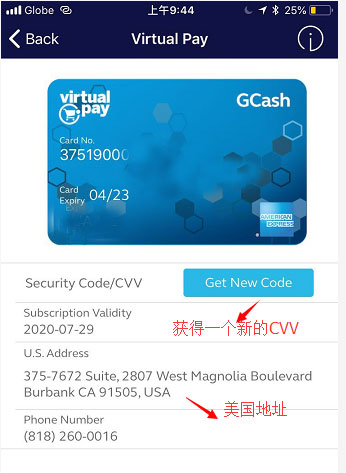 Globe
上午9:44
25%
Back
Virtual Pay
i
virtual
pay
GCash
Card No.
37519000
Card
Expiry
04/23
AMERICAN
EXPRESS
Security Code/CVV
Get New Code
Subscription Validity
2020-07-29
获得一个新的CVV
U.S. Address
375-7672 Suite, 2807 West Magnolia Boulevard
Burbank CA 91505, USA
美国地址
Phone Number
(818) 260-0016